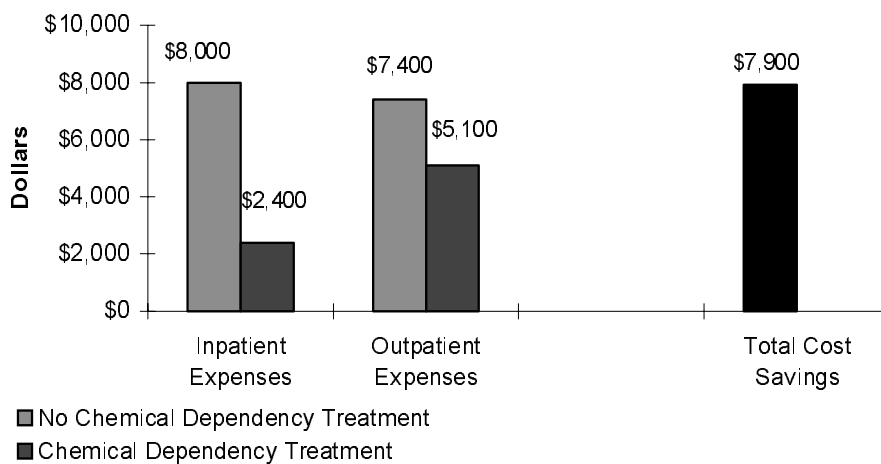 $10,000
$8,000
$6,000
$4,000
$2,000
$0
Dollars
$8,000
$2,400
$7,400
$5,100
$7,900
Inpatient
Expenses
Outpatient
Expenses
Total Cost
Savings
No Chemical Dependency Treatment
Chemical Dependency Treatment